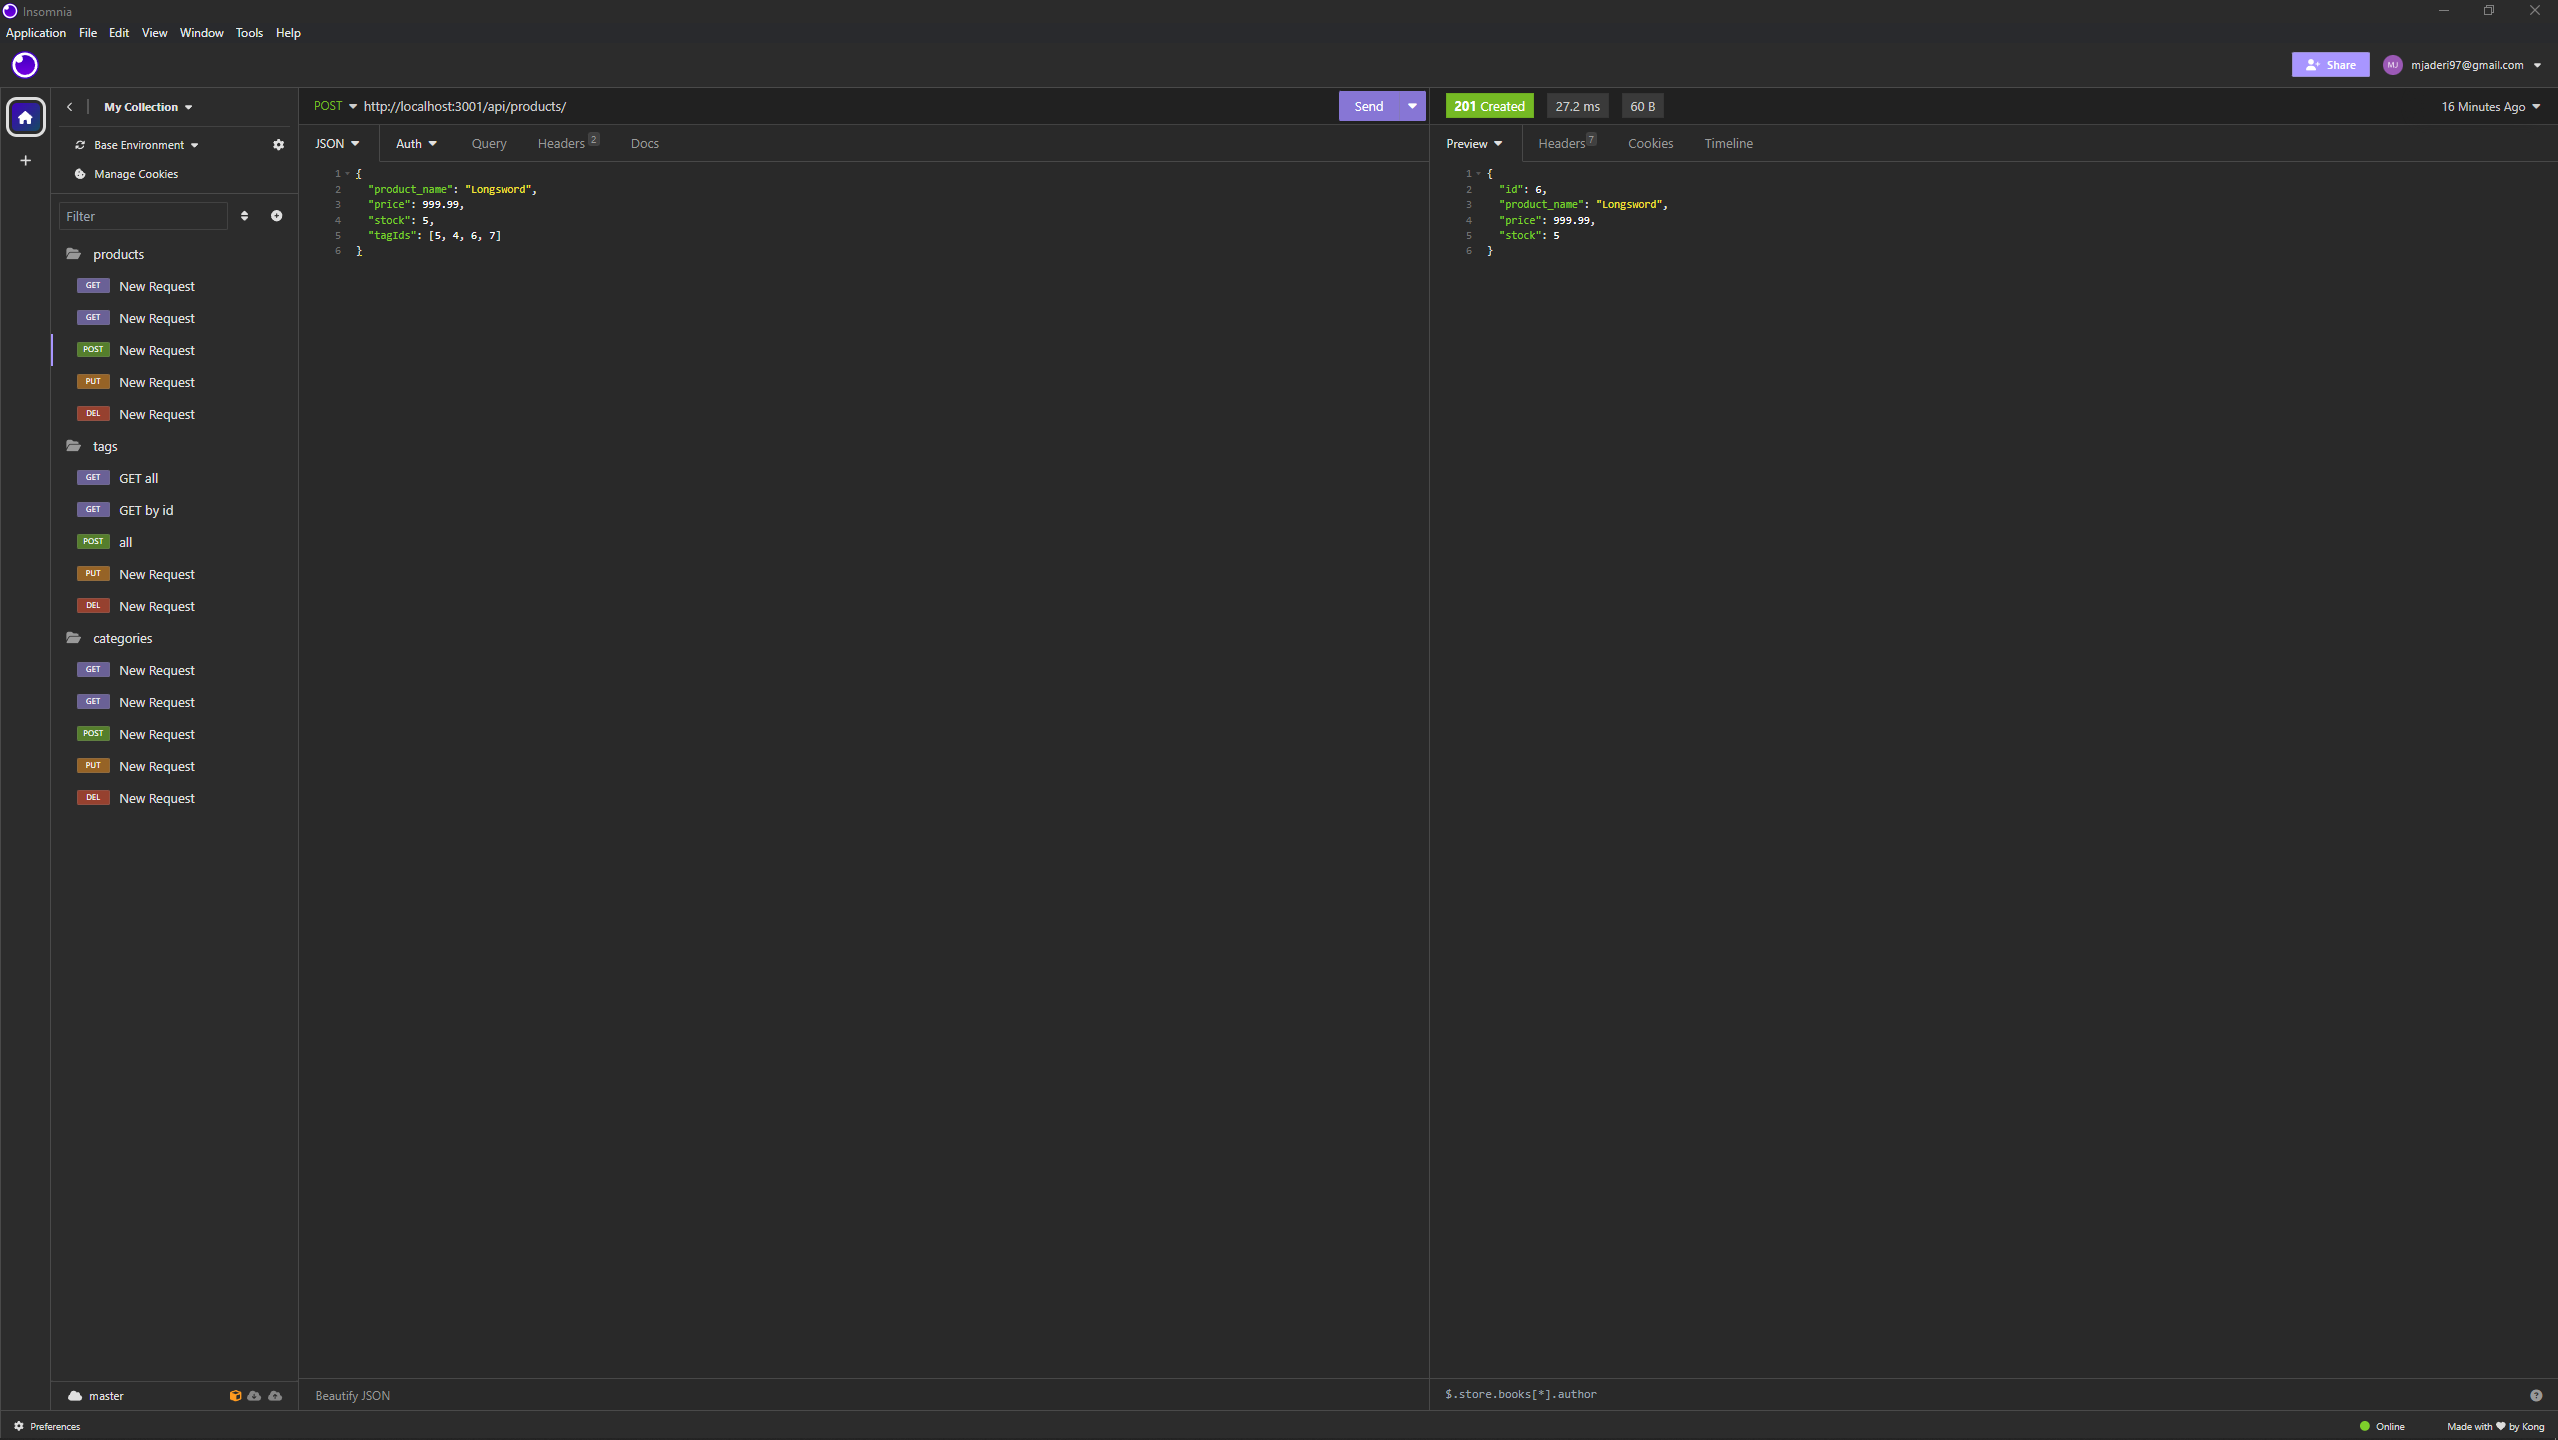 Insomnia
Application File Edit View Window Tools Help
Share MJ mjaderi97@gmail.com
My Collection
Base Environment
Manage Cookies
Filter
products
GET New Request
GET New Request
POST New Request
PUT New Request
DEL New Request
tags
GET GET all
GET GET by id
POST all
PUT New Request
DEL New Request
categories
GET New Request
GET New Request
POST New Request
PUT New Request
DEL New Request
master
POST http://localhost:3001/api/products/ Send
JSON Auth Query Headers 2 Docs
1 {
2 "product_name": "Longsword",
3 "price": 999.99,
4 "stock": 5,
5 "tagIds": [5, 4, 6, 7]
6 }
Beautify JSON
201 Created 27.2 ms 60 B 16 Minutes Ago
Preview Headers 7 Cookies Timeline
1 {
2 "id": 6,
3 "product_name": "Longsword",
4 "price": 999.99,
5 "stock": 5
6 }
$.store.books[*].author
Preferences
Online Made with ♥ by Kong